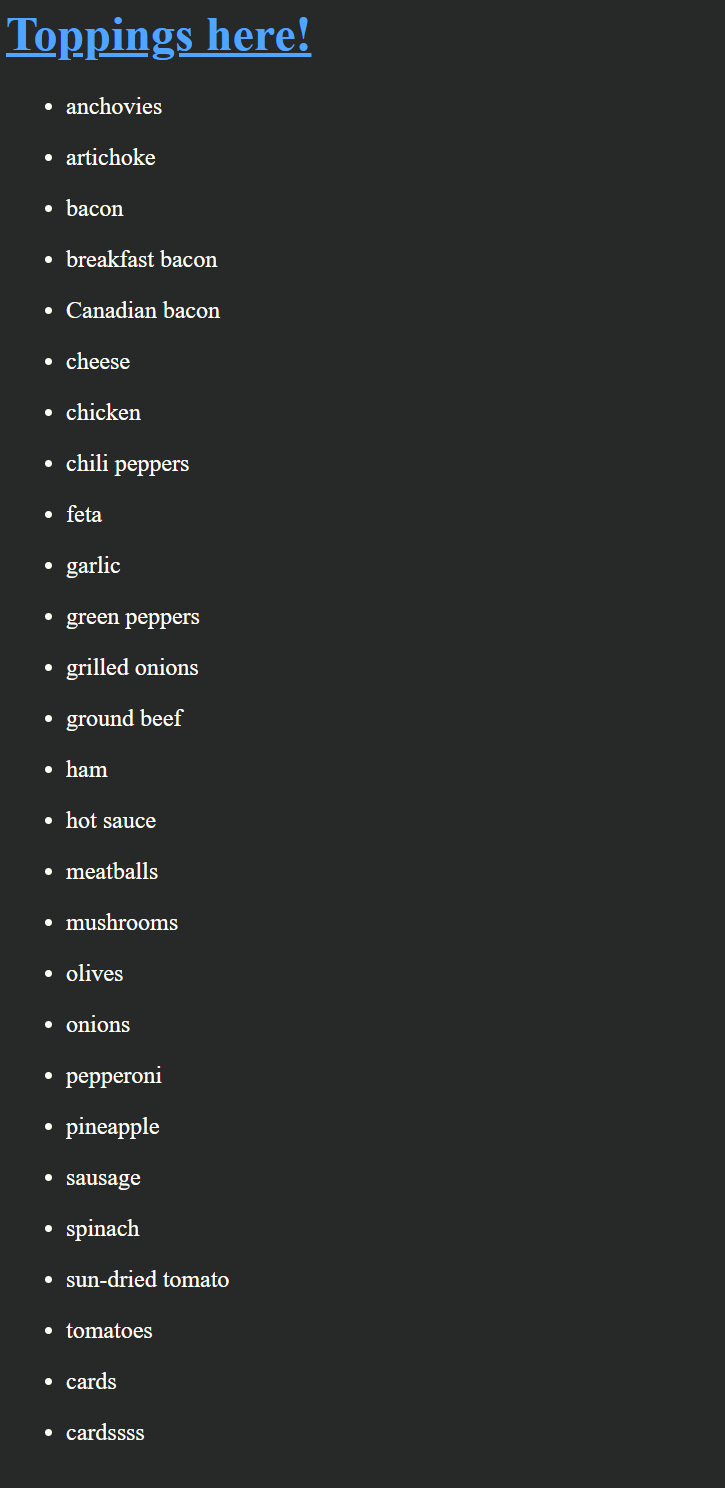 Toppings here!
anchovies
artichoke
bacon
breakfast bacon
Canadian bacon
cheese
chicken
chili peppers
feta
garlic
green peppers
grilled onions
ground beef
ham
hot sauce
meatballs
mushrooms
olives
onions
pepperoni
pineapple
sausage
spinach
sun-dried tomato
tomatoes
cards
cardssss